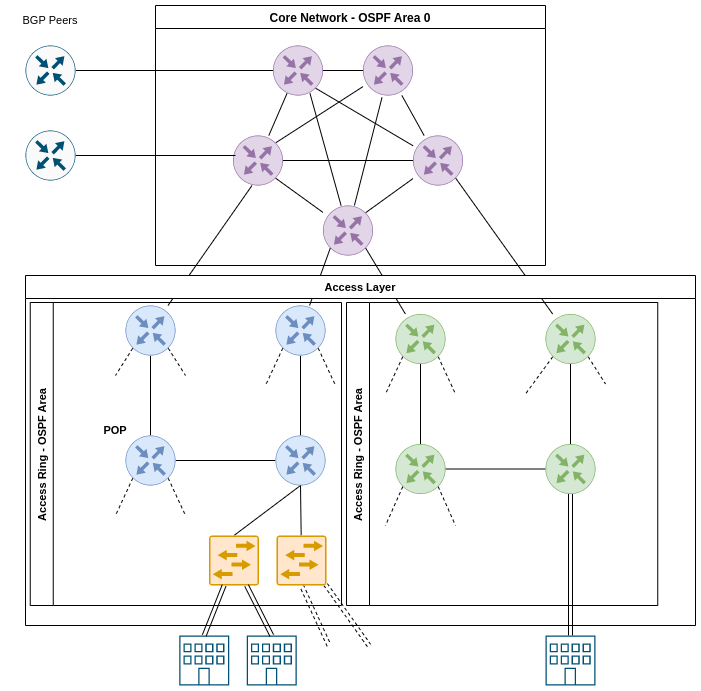 BGP Peers
Core Network - OSPF Area 0
Access Layer
Access Ring - OSPF Area
POP
Access Ring - OSPF Area